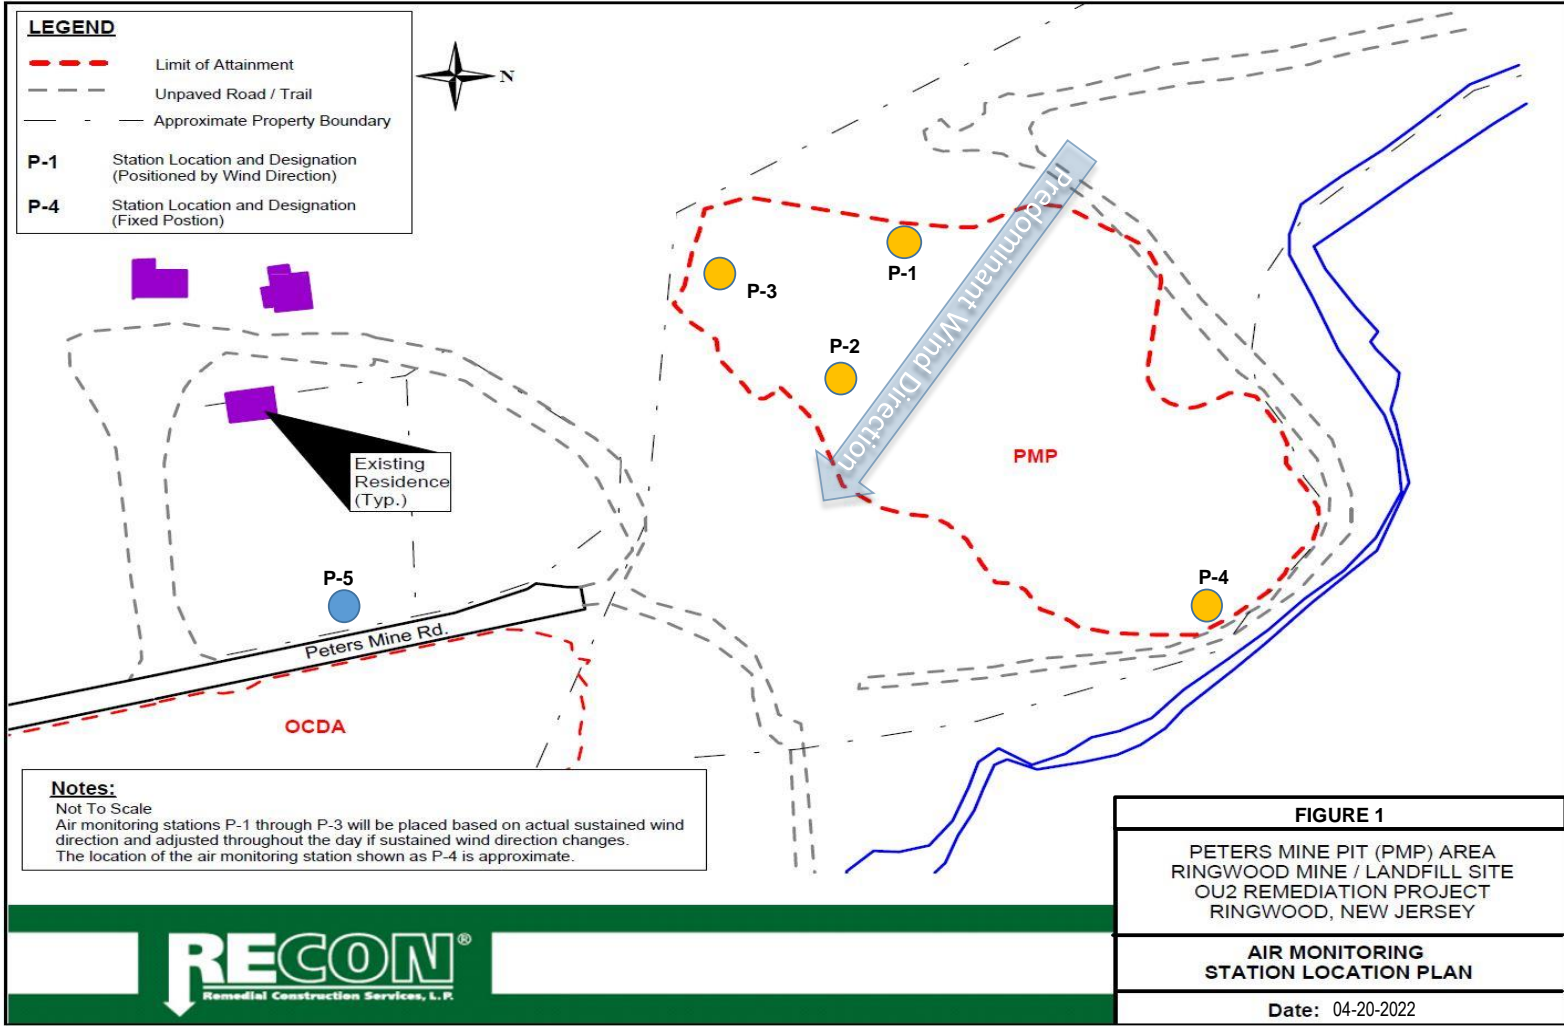 LEGEND
Limit of Attainment
Unpaved Road / Trail
Approximate Property Boundary
P-1
Station Location and Designation
(Positioned by Wind Direction)
P-4
Station Location and Designation
(Fixed Postion)
N
Predominant Wind Direction
P-1
P-3
P-2
PMP
Existing
Residence
(Typ.)
P-5
P-4
Peters Mine Rd.
OCDA
Notes:
Not To Scale
Air monitoring stations P-1 through P-3 will be placed based on actual sustained wind
direction and adjusted throughout the day if sustained wind direction changes.
The location of the air monitoring station shown as P-4 is approximate.
FIGURE 1
PETERS MINE PIT (PMP) AREA
RINGWOOD MINE / LANDFILL SITE
OU2 REMEDIATION PROJECT
RINGWOOD, NEW JERSEY
AIR MONITORING
STATION LOCATION PLAN
Date: 04-20-2022
RECON®
Remedial Construction Services, L.P.